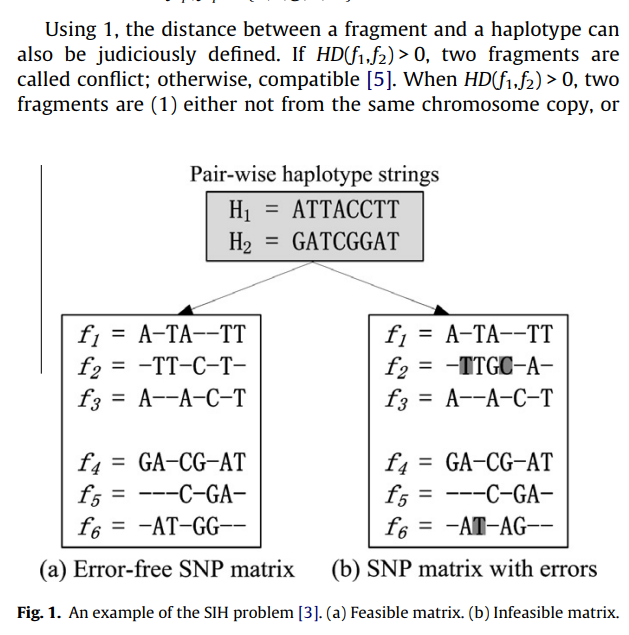 Using 1, the distance between a fragment and a haplotype can
also be judiciously defined. If HD(f₁,f₂) > 0, two fragments are
called conflict; otherwise, compatible [5]. When HD(f₁,f₂) > 0, two
fragments are (1) either not from the same chromosome copy, or
Pair-wise haplotype strings
H₁ = ATTACCTT
H₂ = GATCGGAT
f₁ = A-TA--TT
f₂ = -TT-C-T-
f₃ = A--A-C-T
f₄ = GA-CG-AT
f₅ = ---C-GA-
f₆ = -AT-GG--
(a) Error-free SNP matrix
f₁ = A-TA--TT
f₂ = -TTGC-A-
f₃ = A--A-C-T
f₄ = GA-CG-AT
f₅ = ---C-GA-
f₆ = -AT-AG--
(b) SNP matrix with errors
Fig. 1. An example of the SIH problem [3]. (a) Feasible matrix. (b) Infeasible matrix.